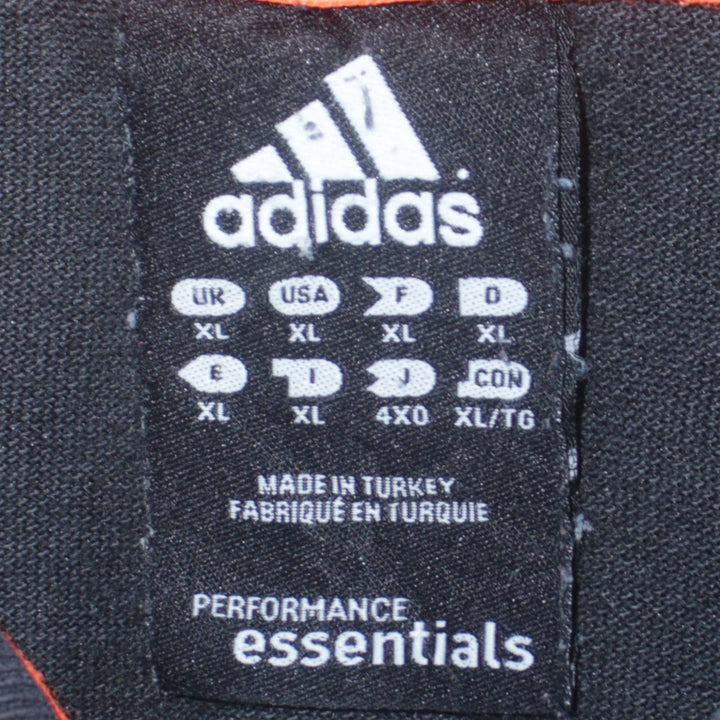 adidas
UK USA F D
XL XL XL XL
E I J CDN
XL XL 4XO XL/TG
MADE IN TURKEY
FABRIQUÉ EN TURQUIE
PERFORMANCE
essentials